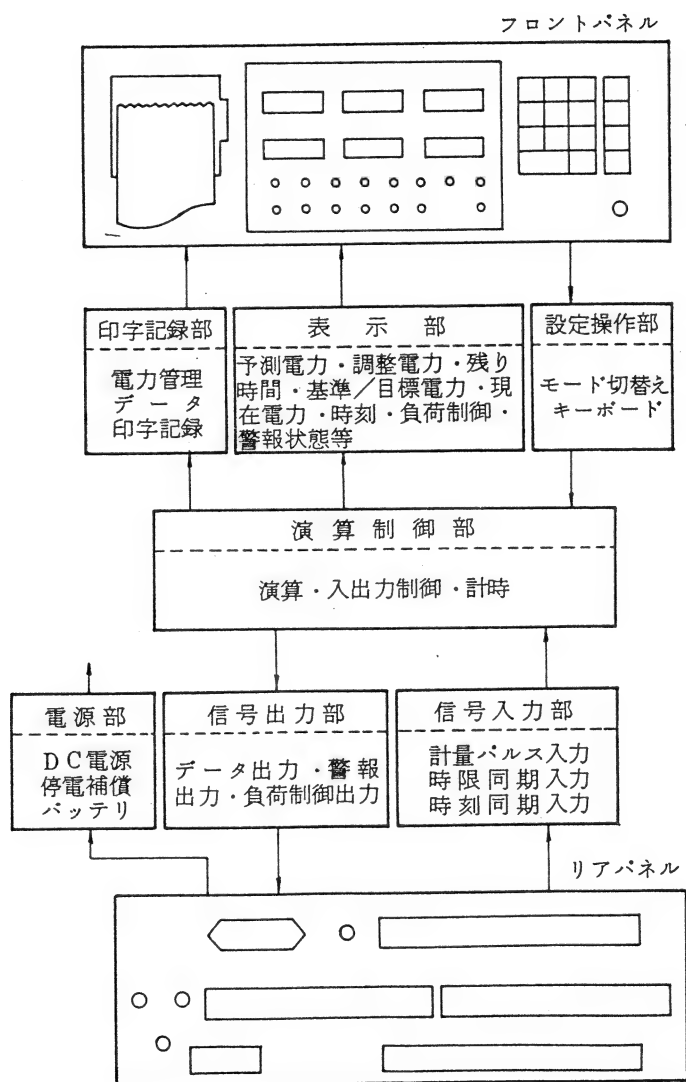 フロントパネル
印字記録部
電力管理
データ
印字記録
表示部
予測電力・調整電力・残り
時間・基準／目標電力・現
在電力・時刻・負荷制御・
警報状態等
設定操作部
モード切替え
キーボード
演算制御部
演算・入出力制御・計時
電源部
DC電源
停電補償
バッテリ
信号出力部
データ出力・警報
出力・負荷制御出力
信号入力部
計量パルス入力
時限同期入力
時刻同期入力
リアパネル